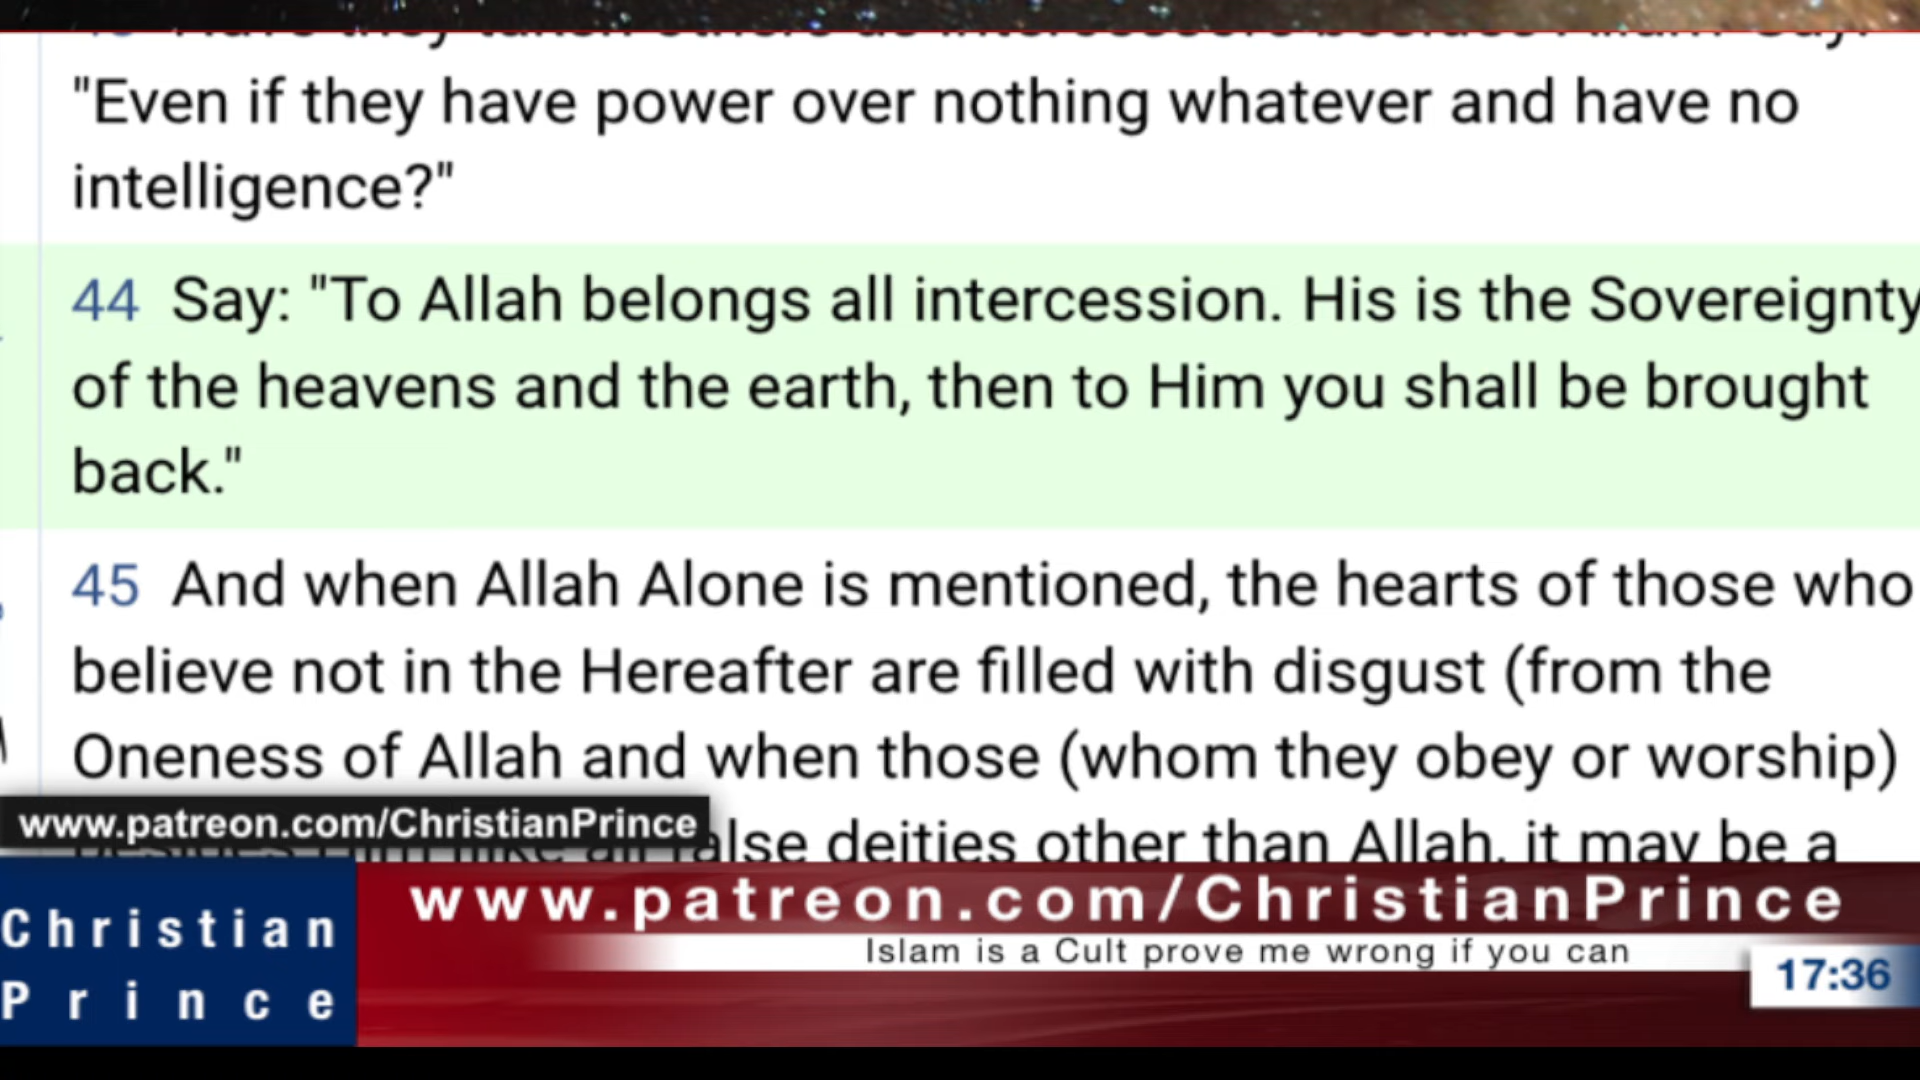 "Even if they have power over nothing whatever and have no
intelligence?"
44 Say: "To Allah belongs all intercession. His is the Sovereignty
of the heavens and the earth, then to Him you shall be brought
back."
45 And when Allah Alone is mentioned, the hearts of those who
believe not in the Hereafter are filled with disgust (from the
Oneness of Allah and when those (whom they obey or worship)
deities other than Allah, it may be a
www.patreon.com/ChristianPrince
www.patreon.com/ChristianPrince
Islam is a Cult prove me wrong if you can
Christian
Prince
17:36